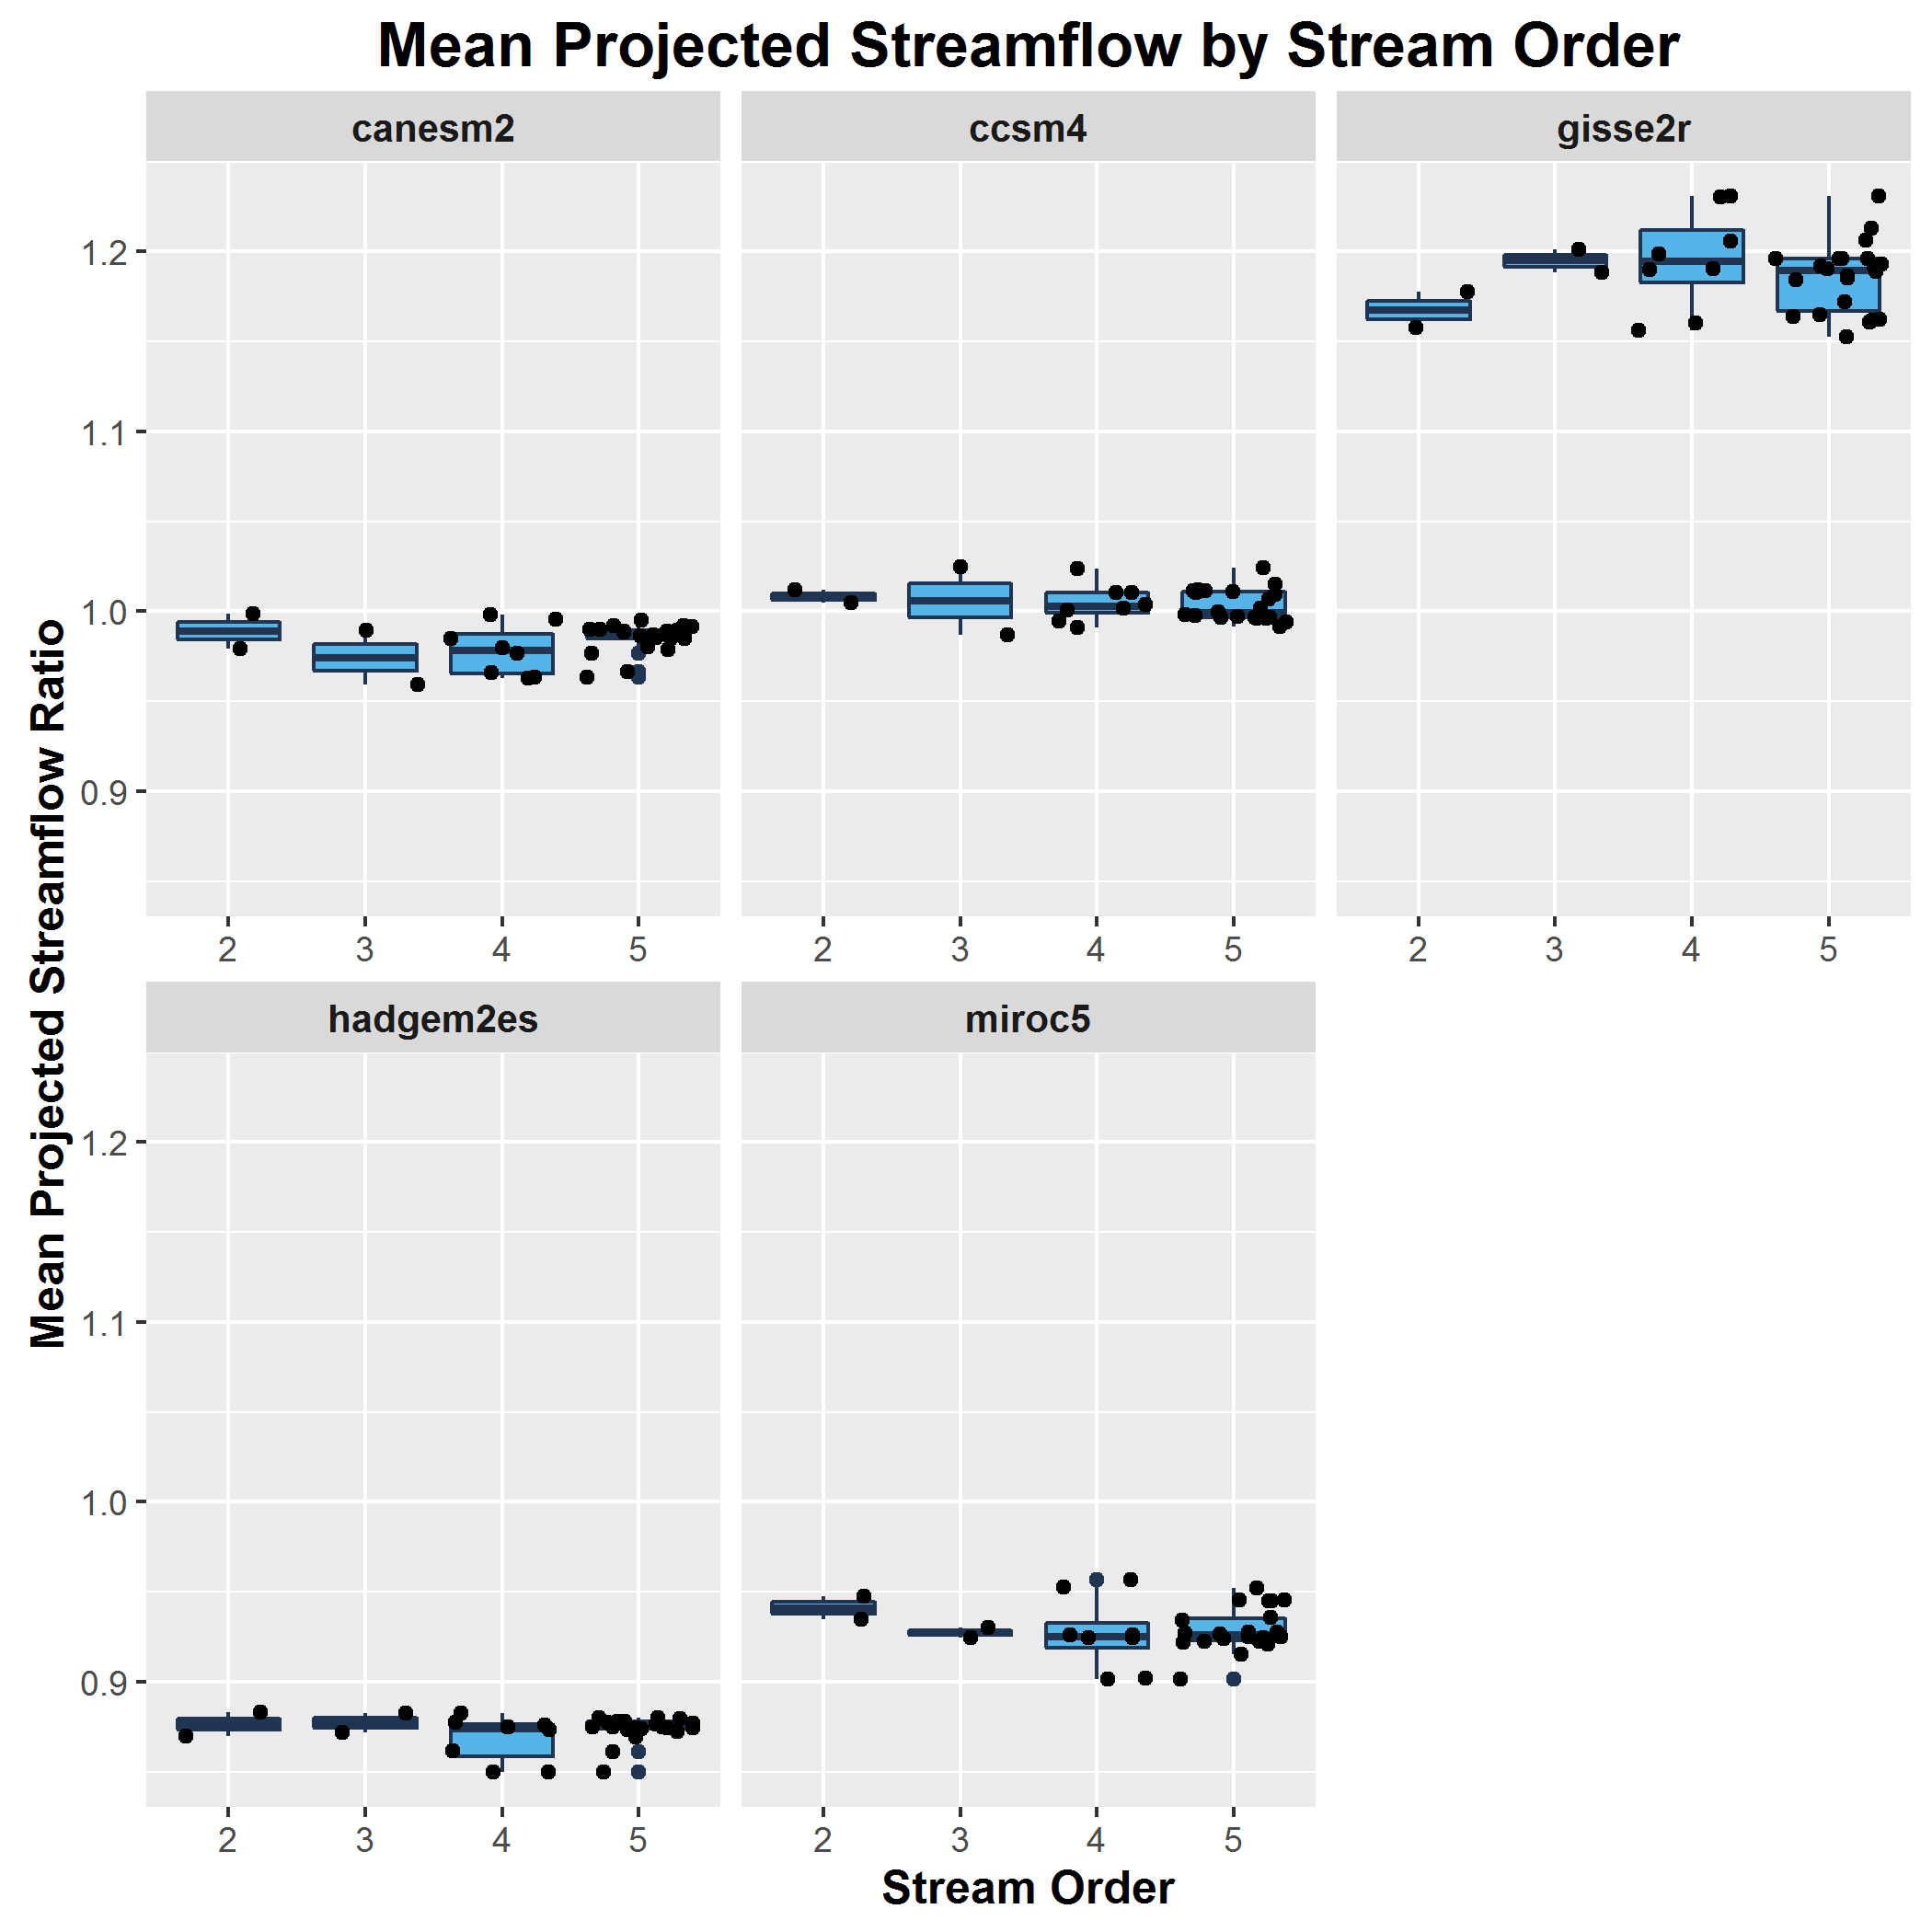 Mean Projected Streamflow by Stream Order
canesm2
ccsm4
gisse2r
1.2
1.1
1.0
0.9
2 3 4 5
2 3 4 5
2 3 4 5
Mean Projected Streamflow Ratio
hadgem2es
miroc5
1.2
1.1
1.0
0.9
2 3 4 5
2 3 4 5
Stream Order